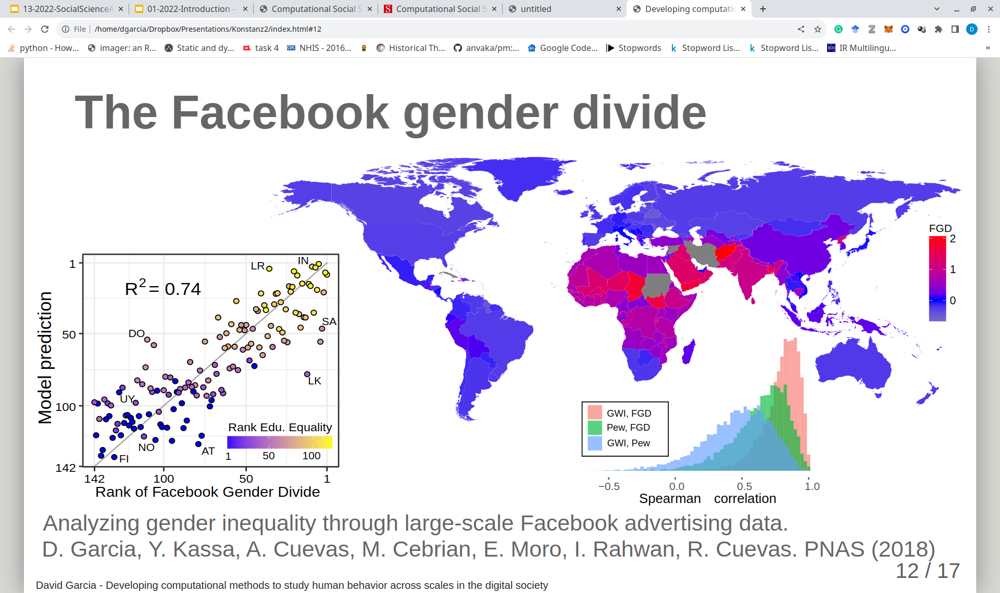 13-2022-SocialScienceA
01-2022-Introduction -
Computational Social S
Computational Social S
untitled
Developing computatic
File
/home/dgarcia/Dropbox/Presentations/Konstanz2/index.html#12
D
python - How...
imager: an R...
Static and dy...
task 4
NHIS - 2016...
Historical Th...
anvaka/pm:...
Google Code...
Stopwords
Stopword Lis...
Stopword Lis...
IR Multilingu...
»
The Facebook gender divide
FGD
2
1
0
Model prediction
1
50
100
142
R2 = 0.74
LR
IN
SA
DO
LK
UY
NO
AT
FI
Rank Edu. Equality
1 50 100
142 100 50 1
Rank of Facebook Gender Divide
GWI, FGD
Pew, FGD
GWI, Pew
−0.5 0.0 0.5 1.0
Spearman correlation
Analyzing gender inequality through large-scale Facebook advertising data.
D. Garcia, Y. Kassa, A. Cuevas, M. Cebrian, E. Moro, I. Rahwan, R. Cuevas. PNAS (2018)
12 / 17
David Garcia - Developing computational methods to study human behavior across scales in the digital society